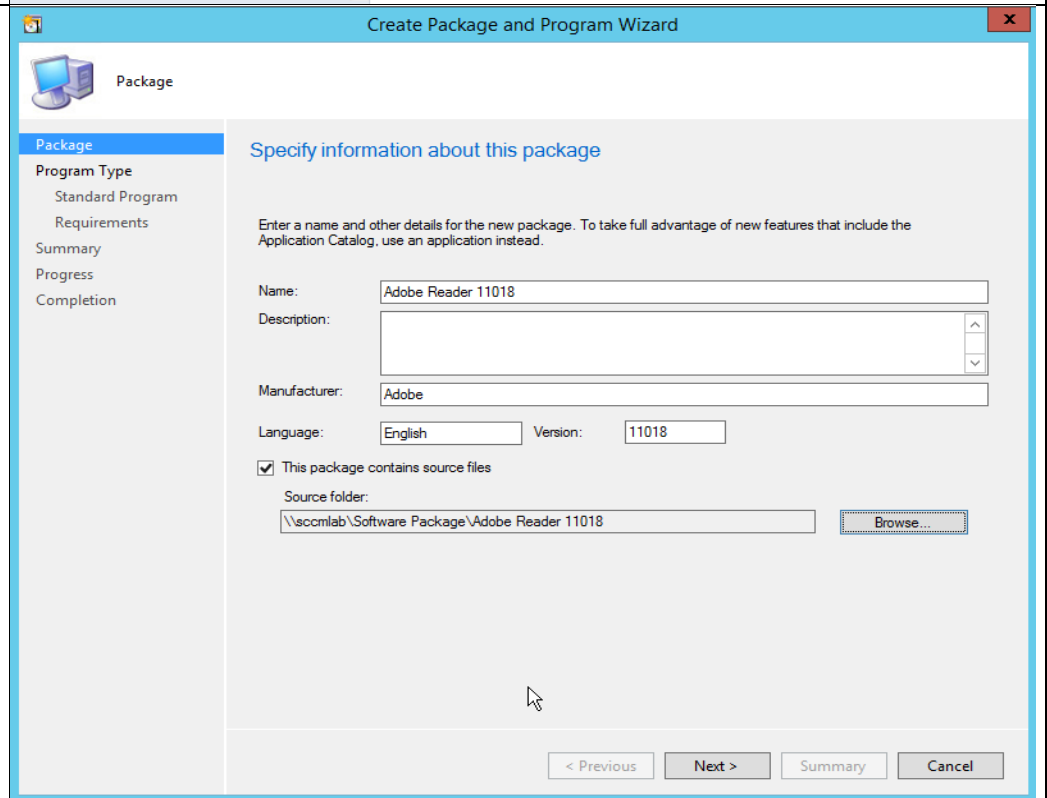 Create Package and Program Wizard
x
Package
Package
Program Type
Standard Program
Requirements
Summary
Progress
Completion
Specify information about this package
Enter a name and other details for the new package. To take full advantage of new features that include the
Application Catalog, use an application instead.
Name: Adobe Reader 11018
Description:
Manufacturer: Adobe
Language: English Version: 11018
This package contains source files
Source folder:
\\sccmlab\Software Package\Adobe Reader 11018 Browse...
< Previous Next > Summary Cancel